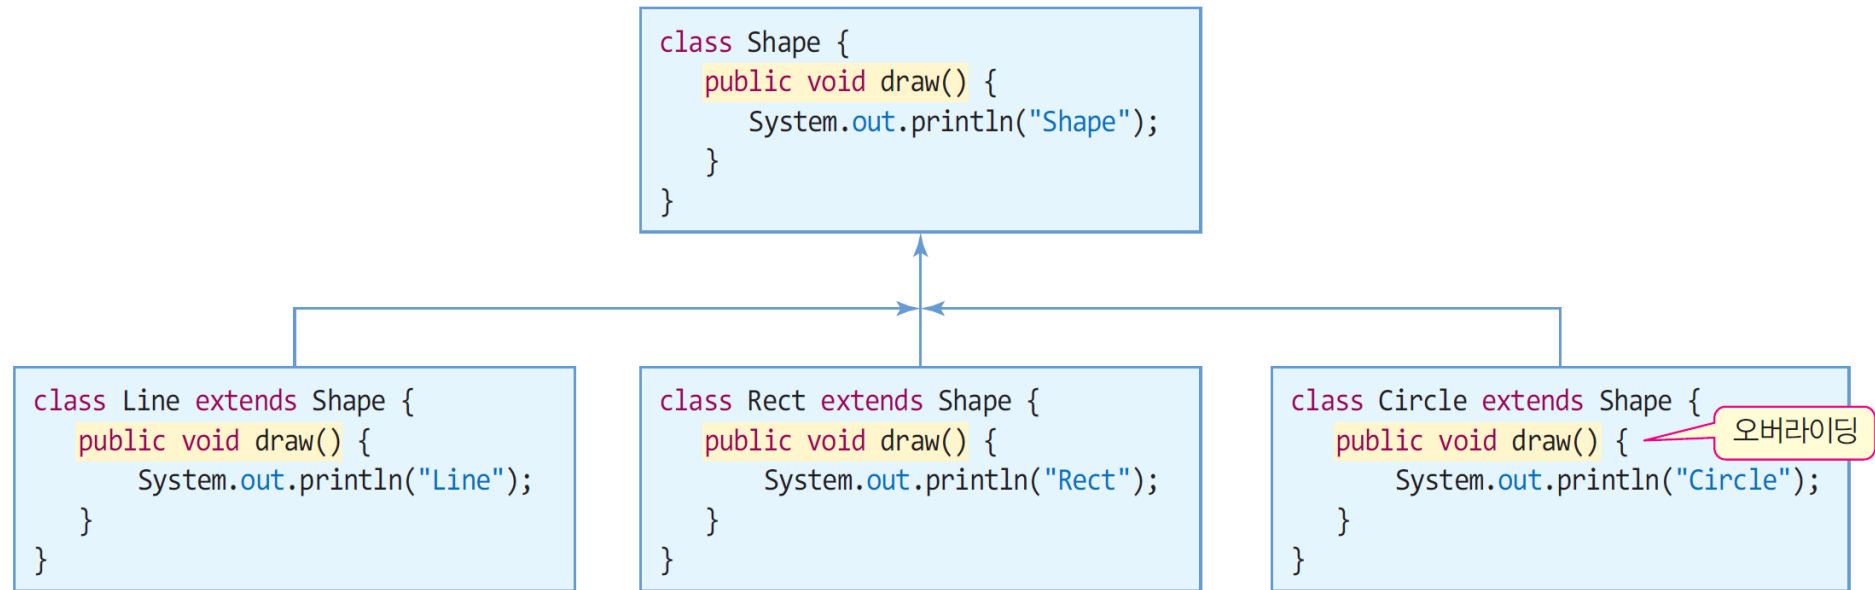 class Shape {
public void draw() {
System.out.println("Shape");
}
}
class Line extends Shape {
public void draw() {
System.out.println("Line");
}
}
class Rect extends Shape {
public void draw() {
System.out.println("Rect");
}
}
class Circle extends Shape {
public void draw() {
System.out.println("Circle");
}
}
오버라이딩